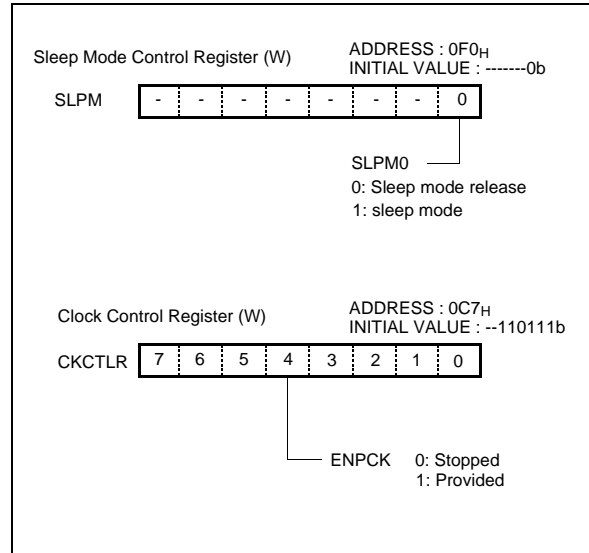 Sleep Mode Control Register (W)
ADDRESS : 0F0H
INITIAL VALUE : -------0b
SLPM - - - - - - - 0
SLPM0
0: Sleep mode release
1: sleep mode
Clock Control Register (W)
ADDRESS : 0C7H
INITIAL VALUE : --110111b
CKCTLR 7 6 5 4 3 2 1 0
ENPCK 0: Stopped
1: Provided